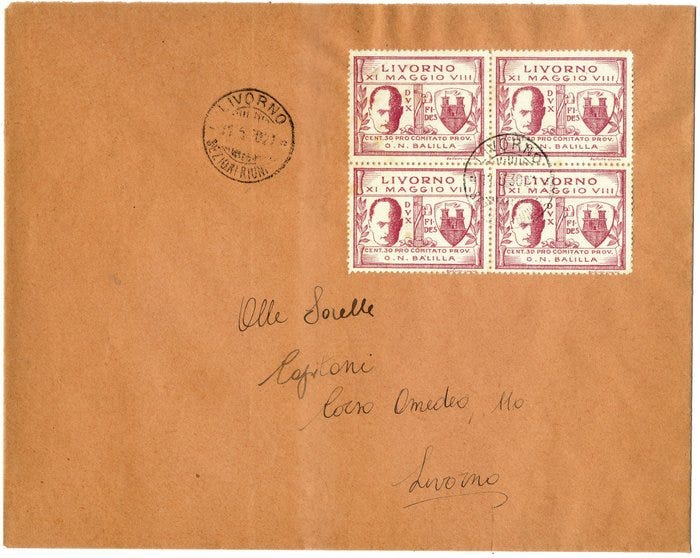 LIVORNO
LIVORNO
XI MAGGIO VIII
DVX
FIDES
CENT. 30 PRO COMITATO PROV.
O.N. BALILLA
LIVORNO
XI MAGGIO VIII
DVX
FIDES
CENT. 30 PRO COMITATO PROV.
O.N. BALILLA
LIVORNO
LIVORNO
XI MAGGIO VIII
DVX
FIDES
CENT. 30 PRO COMITATO PROV.
O.N. BALILLA
LIVORNO
XI MAGGIO VIII
DVX
FIDES
CENT. 30 PRO COMITATO PROV.
O.N. BALILLA
Alle Sorelle
Capitani
Corso Amedeo, 110
Livorno